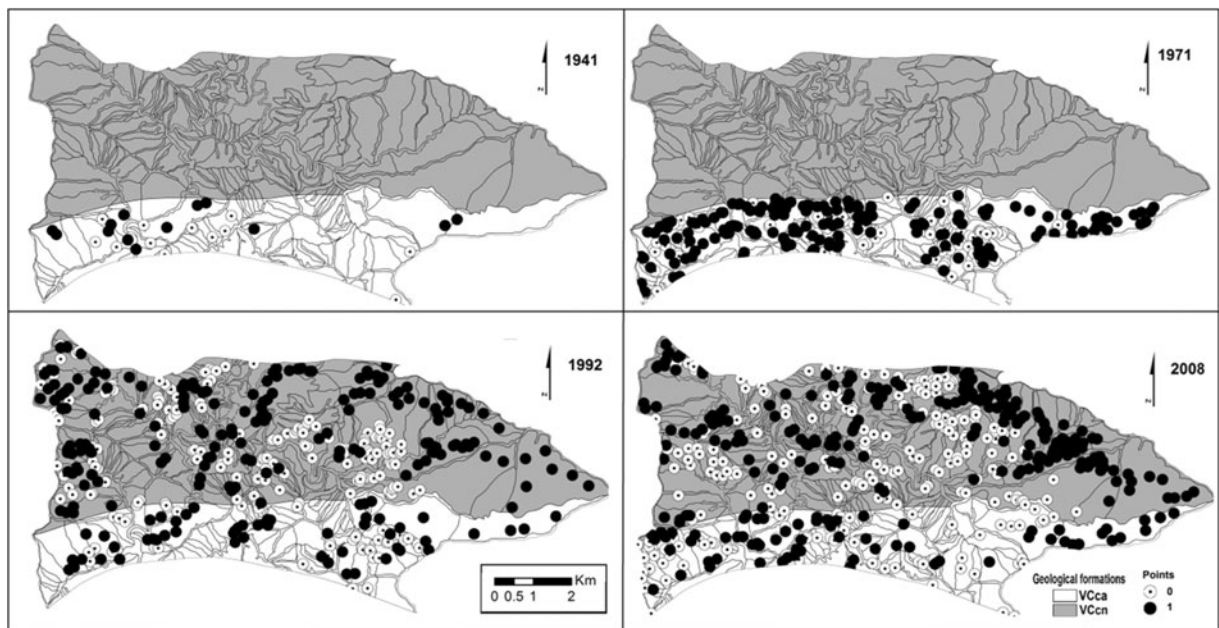 1941
N
1971
N
1992
N
0 0.5 1 2 Km
2008
N
Geological formations
VCca
VCcn
Points
0
1